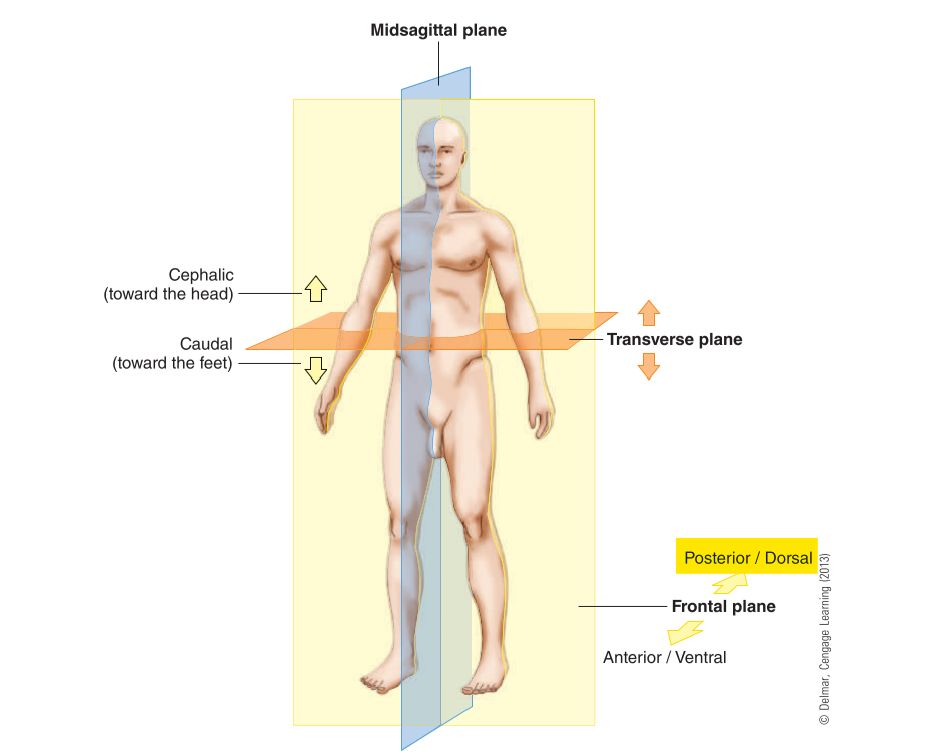 Midsagittal plane
Cephalic
(toward the head)
Caudal
(toward the feet)
Transverse plane
Posterior / Dorsal
Frontal plane
Anterior / Ventral
© Delmar, Cengage Learning (2013)